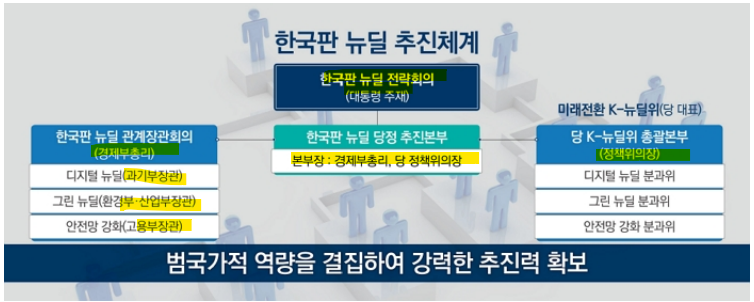 한국판 뉴딜 추진체계
한국판 뉴딜 전략회의
(대통령 주재)
미래전환 K-뉴딜위(당 대표)
한국판 뉴딜 관계장관회의
(경제부총리)
디지털 뉴딜(과기부장관)
그린 뉴딜(환경부·산업부장관)
안전망 강화(고용부장관)
한국판 뉴딜 당정 추진본부
본부장 : 경제부총리, 당 정책위의장
당 K-뉴딜위 총괄본부
(정책위의장)
디지털 뉴딜 분과위
그린 뉴딜 분과위
안전망 강화 분과위
범국가적 역량을 결집하여 강력한 추진력 확보